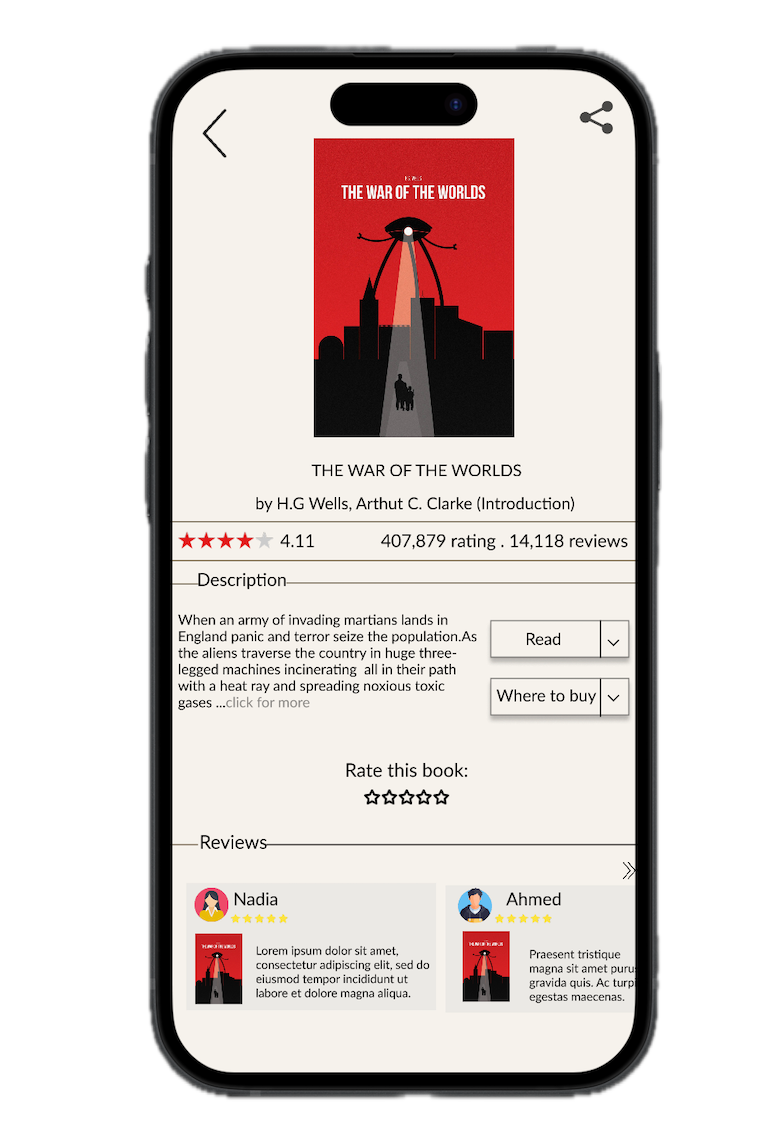 THE WAR OF THE WORLDS
THE WAR OF THE WORLDS
by H.G Wells, Arthut C. Clarke (Introduction)
4.11 407,879 rating . 14,118 reviews
Description
When an army of invading martians lands in
England panic and terror seize the population.As
the aliens traverse the country in huge three-
legged machines incinerating all in their path
with a heat ray and spreading noxious toxic
gases ...click for more
Read
Where to buy
Rate this book:
Reviews
Nadia
THE WAR OF THE WORLDS
Lorem ipsum dolor sit amet,
consectetur adipiscing elit, sed do
eiusmod tempor incididunt ut
labore et dolore magna aliqua.
Ahmed
THE WAR OF THE WORLDS
Praesent tristique
magna sit amet puru
gravida quis. Ac turpi
egestas maecenas.